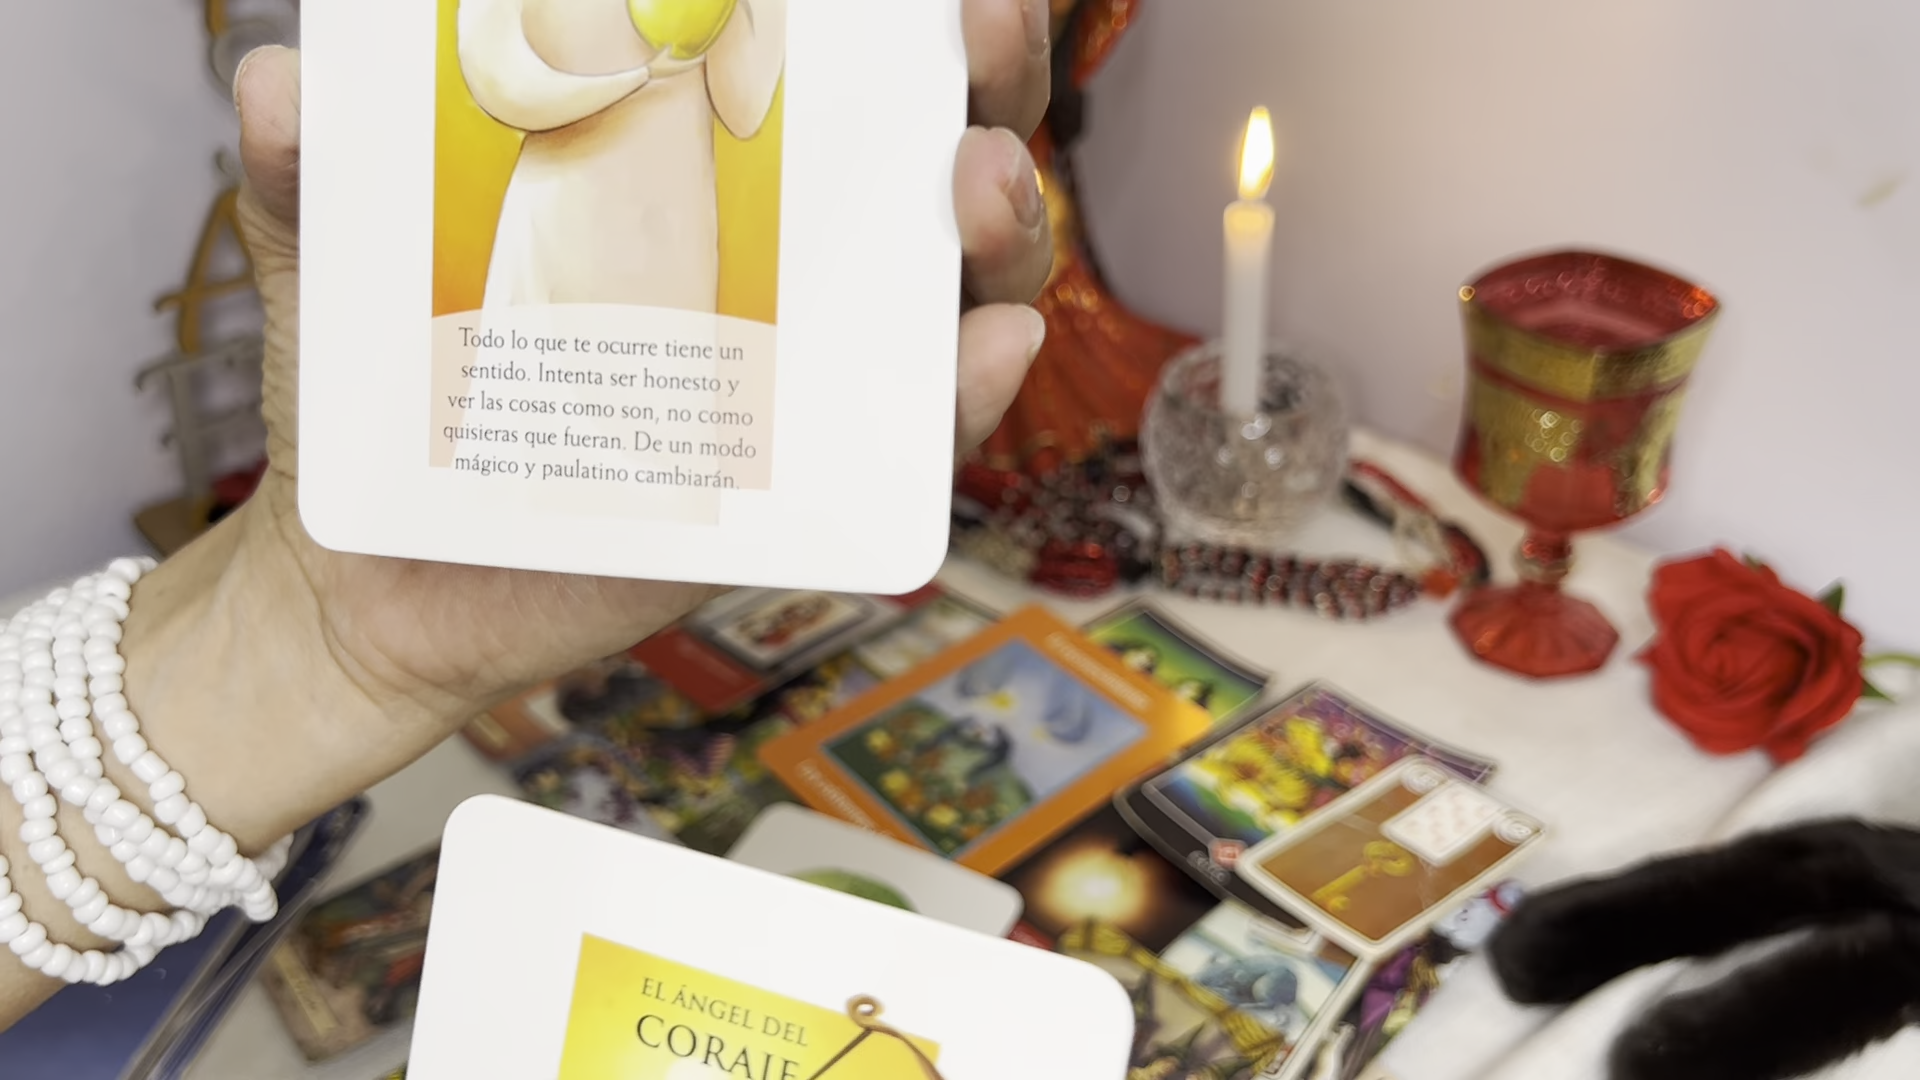 Todo lo que te ocurre tiene un
sentido. Intenta ser honesto y
ver las cosas como son, no como
quisieras que fueran. De un modo
mágico y paulatino cambiarán.
EL ÁNGEL DEL
CORAJE